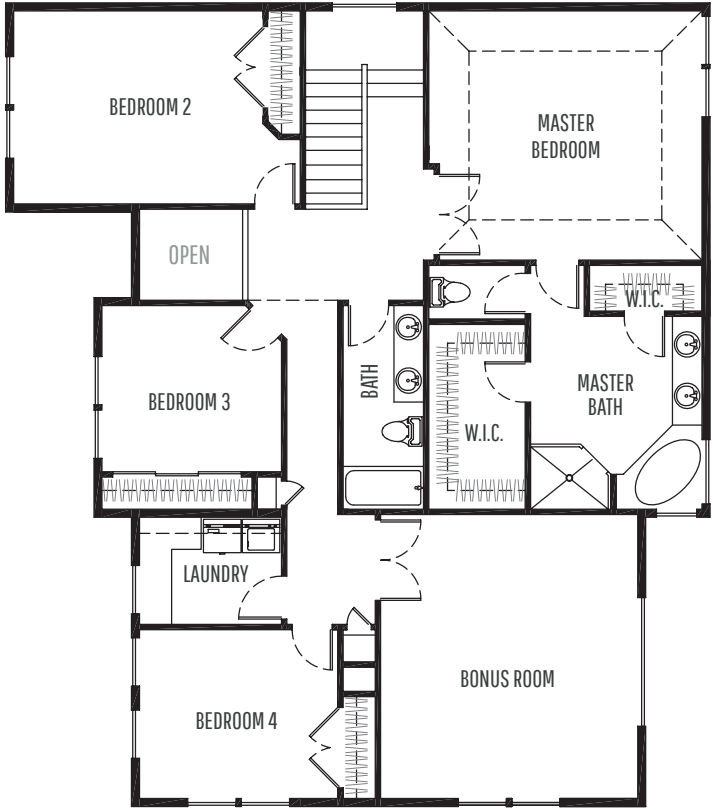 BEDROOM 2
MASTER
BEDROOM
OPEN
W.I.C.
BEDROOM 3
BATH
MASTER
BATH
W.I.C.
LAUNDRY
BONUS ROOM
BEDROOM 4